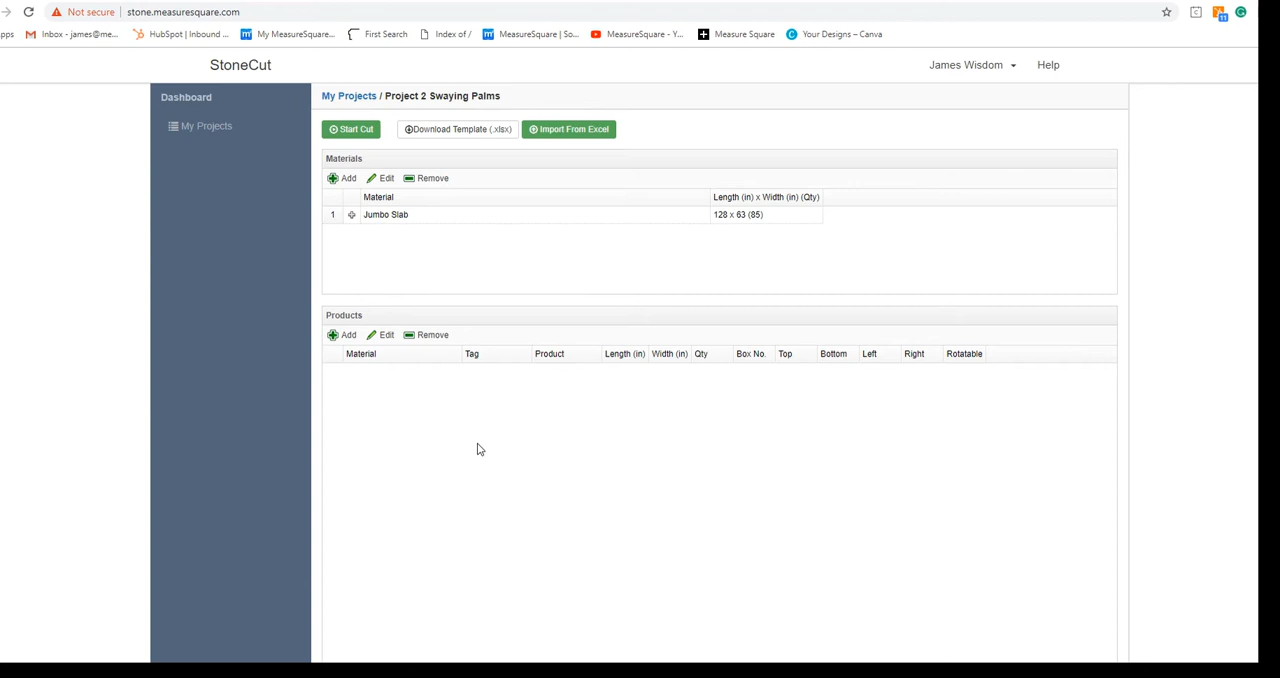 Not secure stone.measuresquare.com 11
Inbox - james@me... HubSpot | Inbound ... My MeasureSquare... First Search Index of / MeasureSquare | So... MeasureSquare - Y... Measure Square Your Designes – Canva
StoneCut James Wisdom Help
Dashboard
My Projects
My Projects / Project 2 Swaying Palms
Start Cut Download Template (.xlsx) Import From Excel
Materials
Add Edit Remove
Material Length (in) x Width (in) (Qty)
1 Jumbo Slab 128 x 63 (85)
Products
Add Edit Remove
Material Tag Product Length (in) Width (in) Qty Box No. Top Bottom Left Right Rotatable